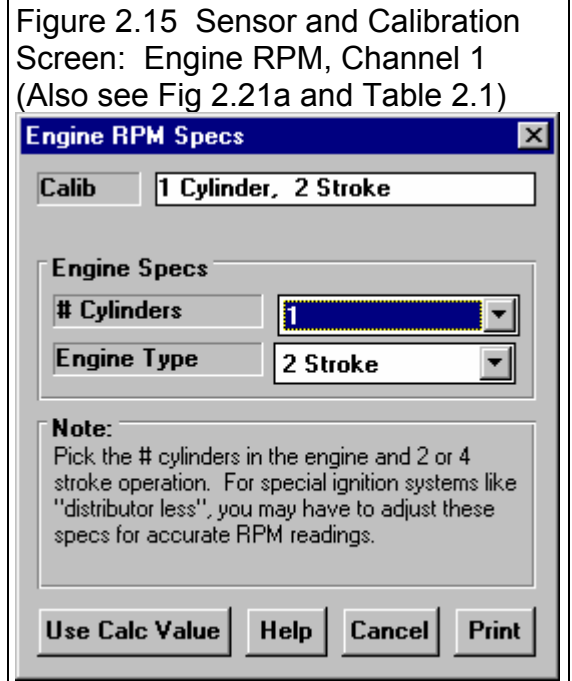 Figure 2.15 Sensor and Calibration
Screen: Engine RPM, Channel 1
(Also see Fig 2.21a and Table 2.1)
Engine RPM Specs
Calib 1 Cylinder, 2 Stroke
Engine Specs
# Cylinders 1
Engine Type 2 Stroke
Note:
Pick the # cylinders in the engine and 2 or 4
stroke operation. For special ignition systems like
"distributor less", you may have to adjust these
specs for accurate RPM readings.
Use Calc Value Help Cancel Print